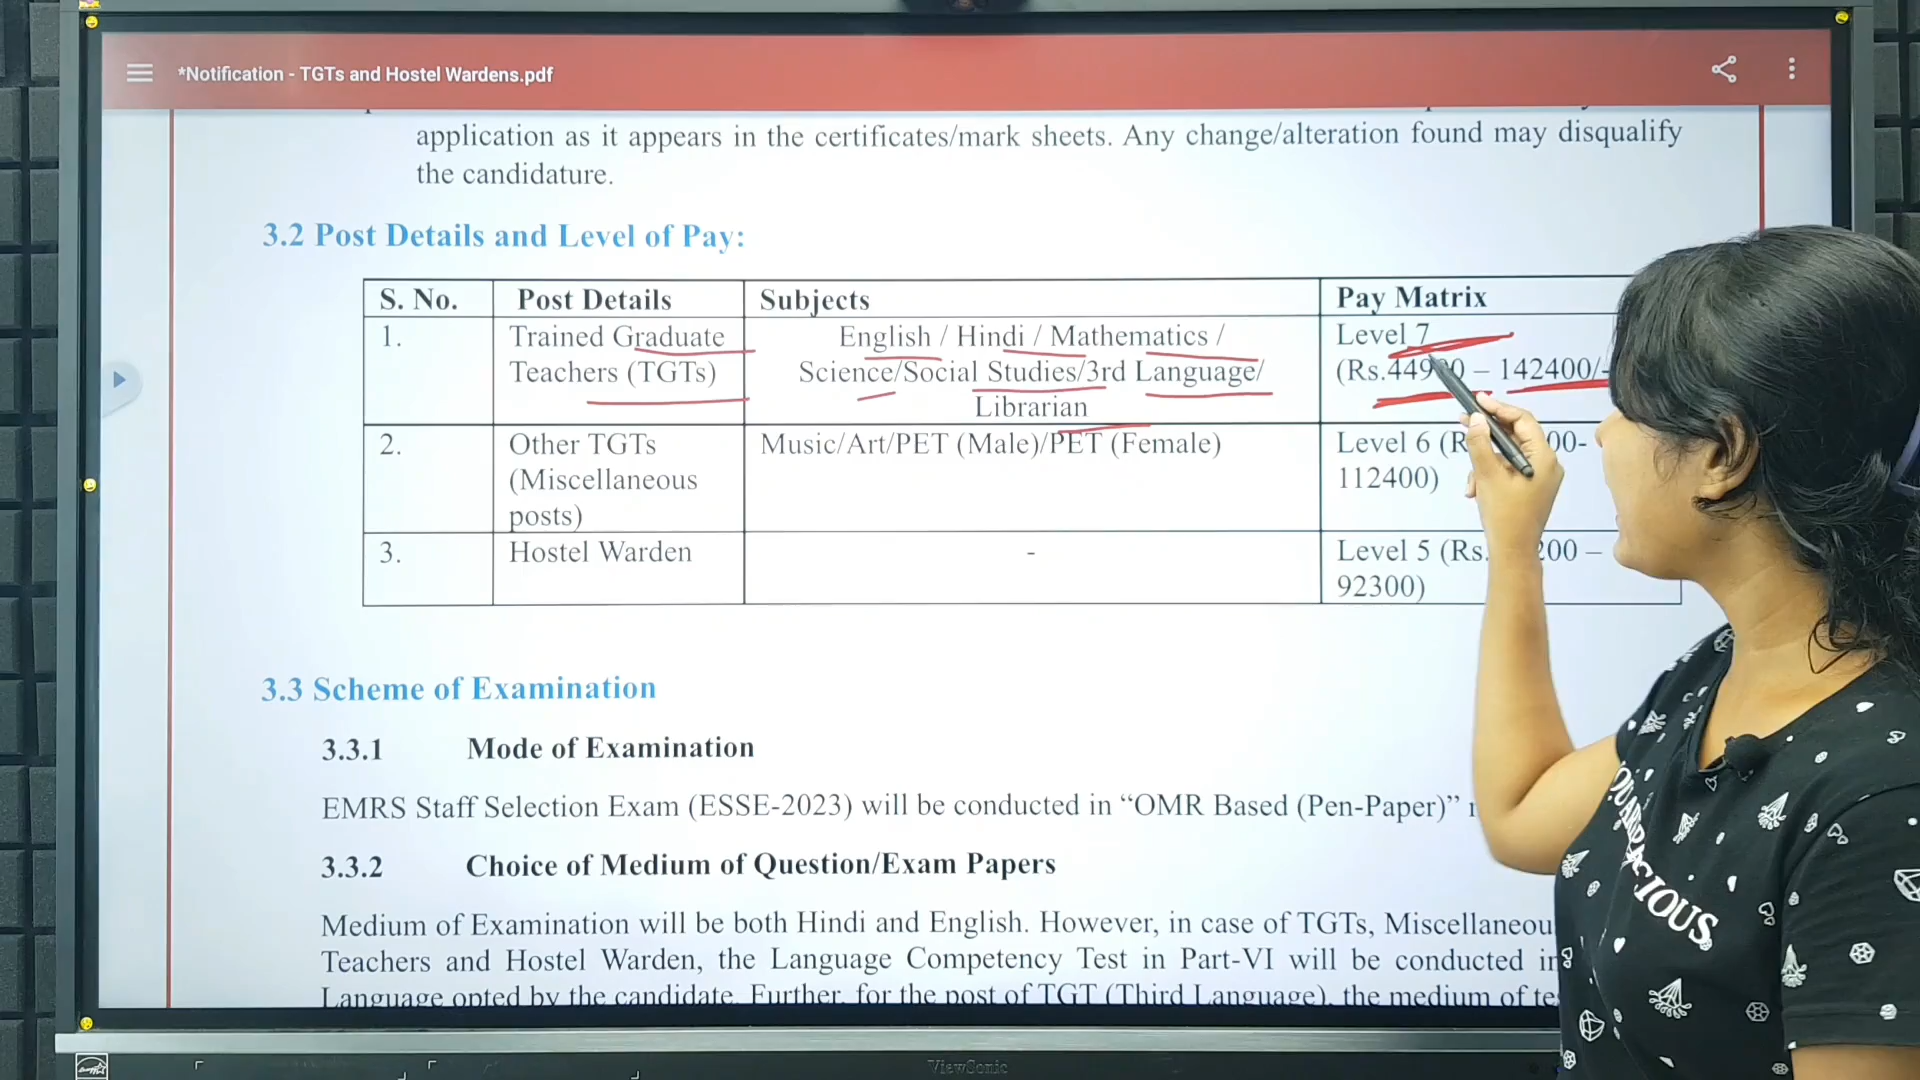 *Notification - TGTs and Hostel Wardens.pdf
application as it appears in the certificates/mark sheets. Any change/alteration found may disqualify
the candidature.
3.2 Post Details and Level of Pay:
S. No. Post Details Subjects Pay Matrix
1. Trained Graduate English / Hindi / Mathematics / Level 7
Teachers (TGTs) Science/Social Studies/3rd Language/ (Rs.44900 – 142400/-
Librarian
2. Other TGTs Music/Art/PET (Male)/PET (Female) Level 6 (R 00-
(Miscellaneous 112400)
posts)
3. Hostel Warden - Level 5 (Rs. 200 –
92300)
3.3 Scheme of Examination
3.3.1 Mode of Examination
EMRS Staff Selection Exam (ESSE-2023) will be conducted in “OMR Based (Pen-Paper)”
3.3.2 Choice of Medium of Question/Exam Papers
Medium of Examination will be both Hindi and English. However, in case of TGTs, Miscellaneou
Teachers and Hostel Warden, the Language Competency Test in Part-VI will be conducted in
Language opted by the candidate. Further, for the post of TGT (Third Language), the medium of te
ViewSonic